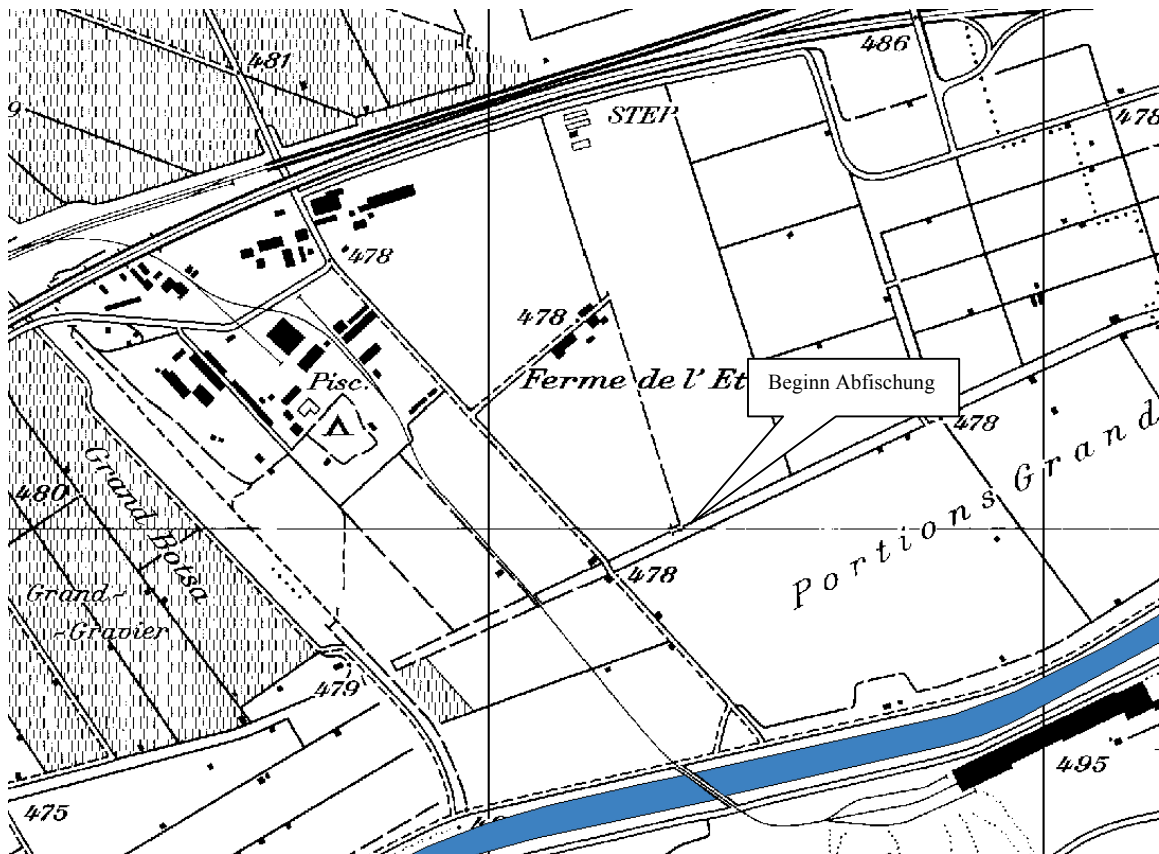 481
486
9
STEP
478
478
478
Ferme de l' Et
Beginn Abfischung
Pisc.
478
Grand Botsa
480
Portions Grand
478
Grand-
-Gravier
479
495
475